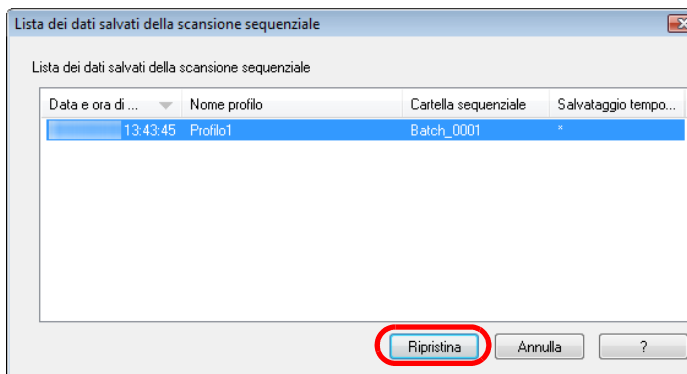 Lista dei dati salvati della scansione sequenziale
Lista dei dati salvati della scansione sequenziale
Data e ora di ... Nome profilo Cartella sequenziale Salvataggio tempo...
13:43:45 Profilo1 Batch_0001 *
Ripristina Annulla ?